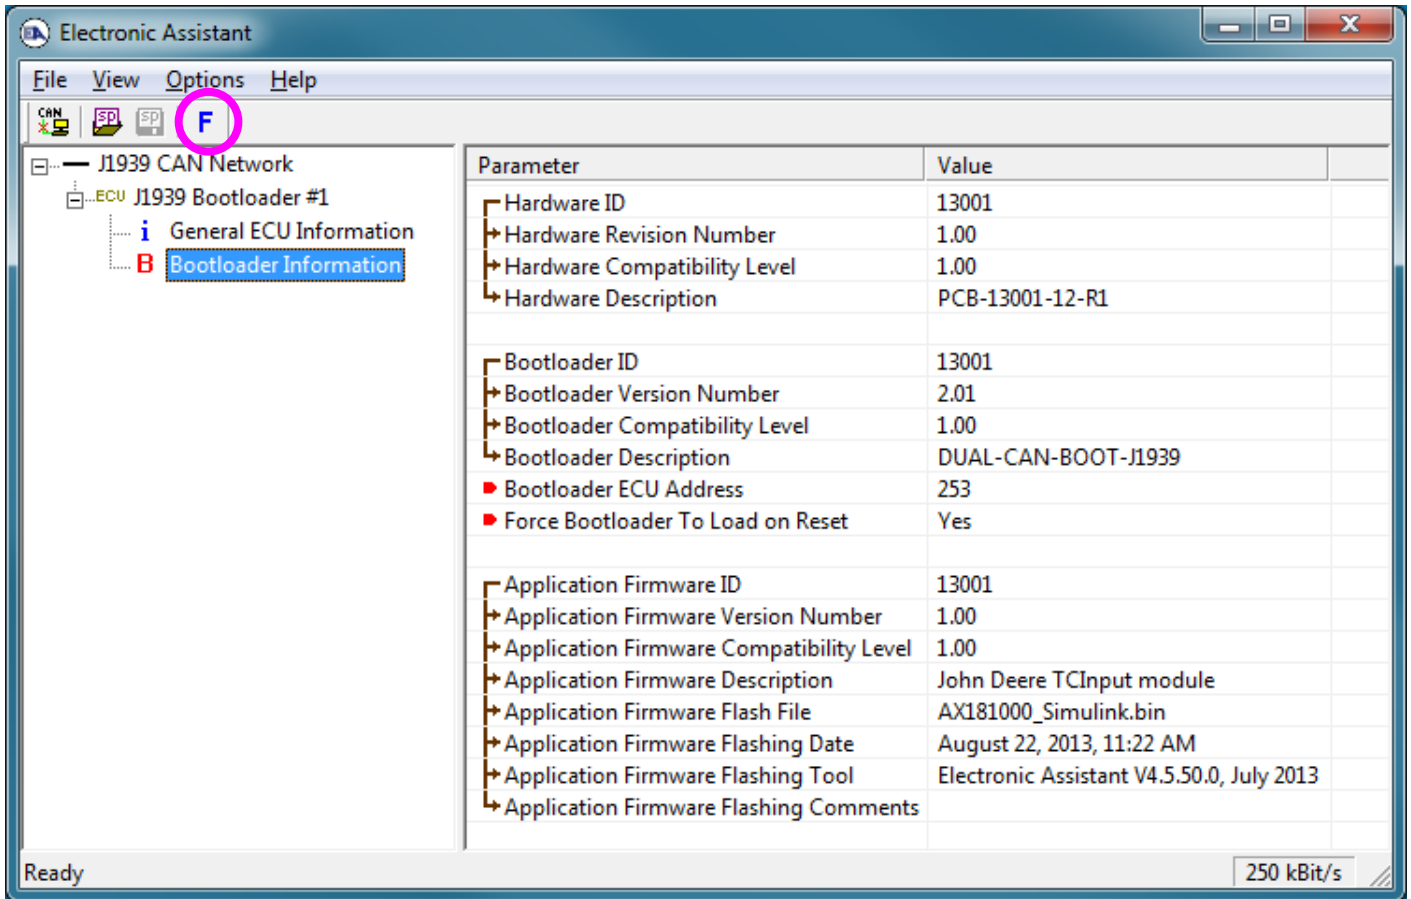 EA Electronic Assistant
File View Options Help
CAN SP SP F
J1939 CAN Network
ECU J1939 Bootloader #1
i General ECU Information
B Bootloader Information
Parameter Value
Hardware ID 13001
Hardware Revision Number 1.00
Hardware Compatibility Level 1.00
Hardware Description PCB-13001-12-R1
Bootloader ID 13001
Bootloader Version Number 2.01
Bootloader Compatibility Level 1.00
Bootloader Description DUAL-CAN-BOOT-J1939
Bootloader ECU Address 253
Force Bootloader To Load on Reset Yes
Application Firmware ID 13001
Application Firmware Version Number 1.00
Application Firmware Compatibility Level 1.00
Application Firmware Description John Deere TCInput module
Application Firmware Flash File AX181000_Simulink.bin
Application Firmware Flashing Date August 22, 2013, 11:22 AM
Application Firmware Flashing Tool Electronic Assistant V4.5.50.0, July 2013
Application Firmware Flashing Comments
Ready 250 kBit/s